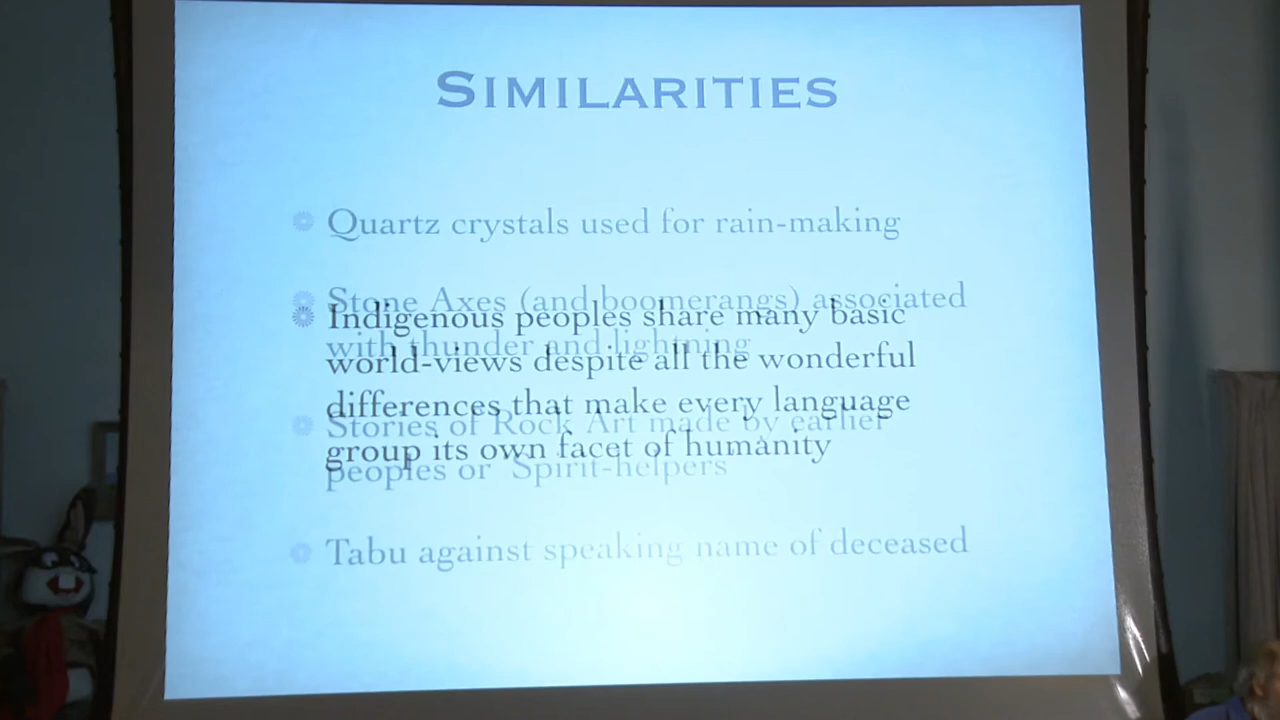 SIMILARITIES
Quartz crystals used for rain-making
Stone Axes (and boomerangs) associated
with thunder and lightning
Indigenous peoples share many basic
world-views despite all the wonderful
differences that make every language
group its own facet of humanity
Stories of Rock Art made by earlier
peoples or Spirit-helpers
Tabu against speaking name of deceased